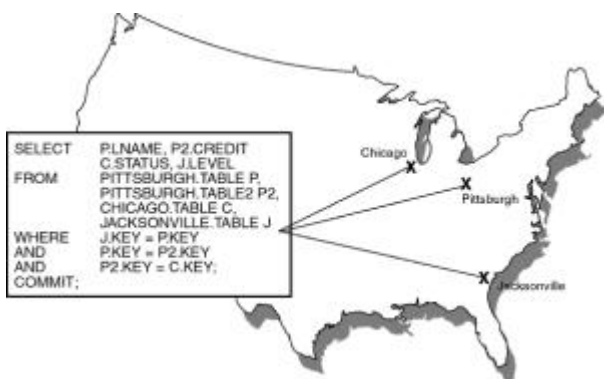 SELECT P.LNAME, P2.CREDIT
C.STATUS, J.LEVEL
FROM PITTSBURGH.TABLE P,
PITTSBURGH.TABLE2 P2,
CHICAGO.TABLE C,
JACKSONVILLE.TABLE J
WHERE J.KEY = P.KEY
AND P.KEY = P2.KEY
AND P2.KEY = C.KEY;
COMMIT;
Chicago
Pittsburgh
Jacksonville